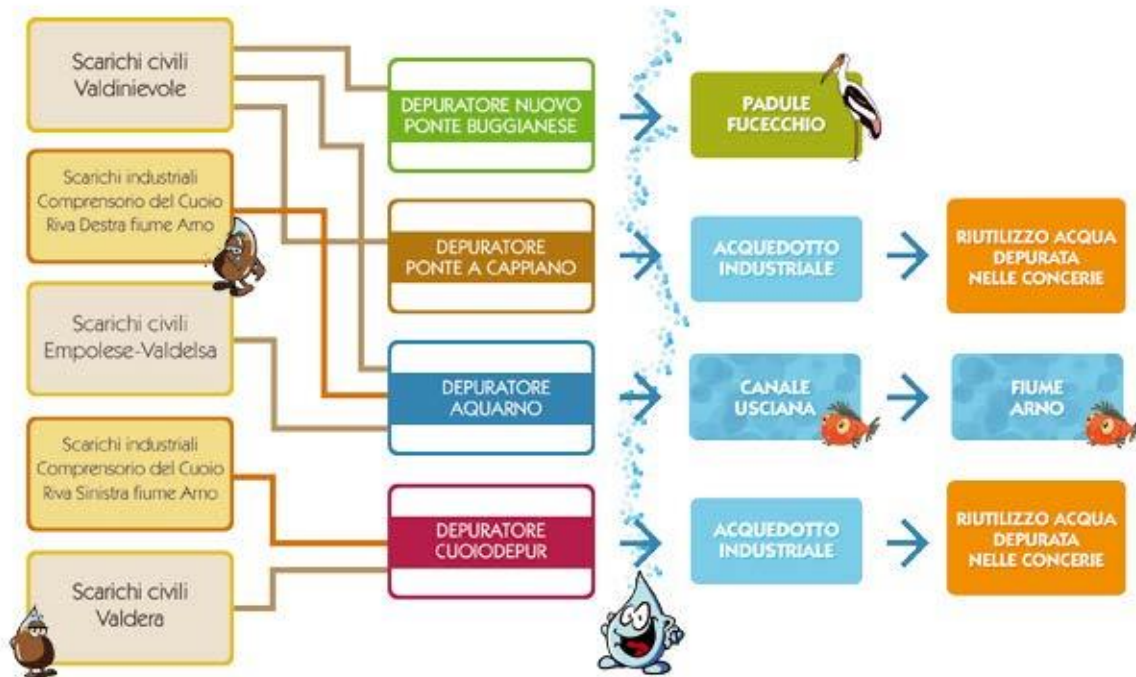 Scarichi civili
Valdinievole
Scarichi industriali
Comprensorio del Cuoio
Riva Destra fiume Arno
Scarichi civili
Empolese-Valdelsa
Scarichi industriali
Comprensorio del Cuoio
Riva Sinistra fiume Arno
Scarichi civili
Valdera
DEPURATORE NUOVO
PONTE BUGGIANESE
DEPURATORE
PONTE A CAPPIANO
DEPURATORE
AQUARNO
DEPURATORE
CUOIODEPUR
PADULE
FUCECCHIO
ACQUEDOTTO
INDUSTRIALE
RIUTILIZZO ACQUA
DEPURATA
NELLE CONCERIE
CANALE
USCIANA
FIUME
ARNO
ACQUEDOTTO
INDUSTRIALE
RIUTILIZZO ACQUA
DEPURATA
NELLE CONCERIE